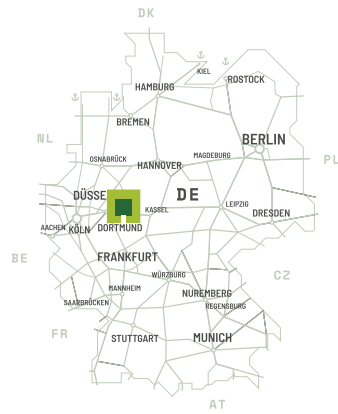 DK
KIEL
ROSTOCK
HAMBURG
BREMEN
NL
BERLIN
OSNABRÜCK
HANNOVER
MAGDEBURG
PL
DÜSSE
DE
KASSEL
LEIPZIG
DRESDEN
AACHEN
KÖLN
DORTMUND
BE
FRANKFURT
WÜRZBURG
CZ
MANNHEIM
NUREMBERG
SAARBRÜCKEN
REGENSBURG
FR
STUTTGART
MUNICH
AT